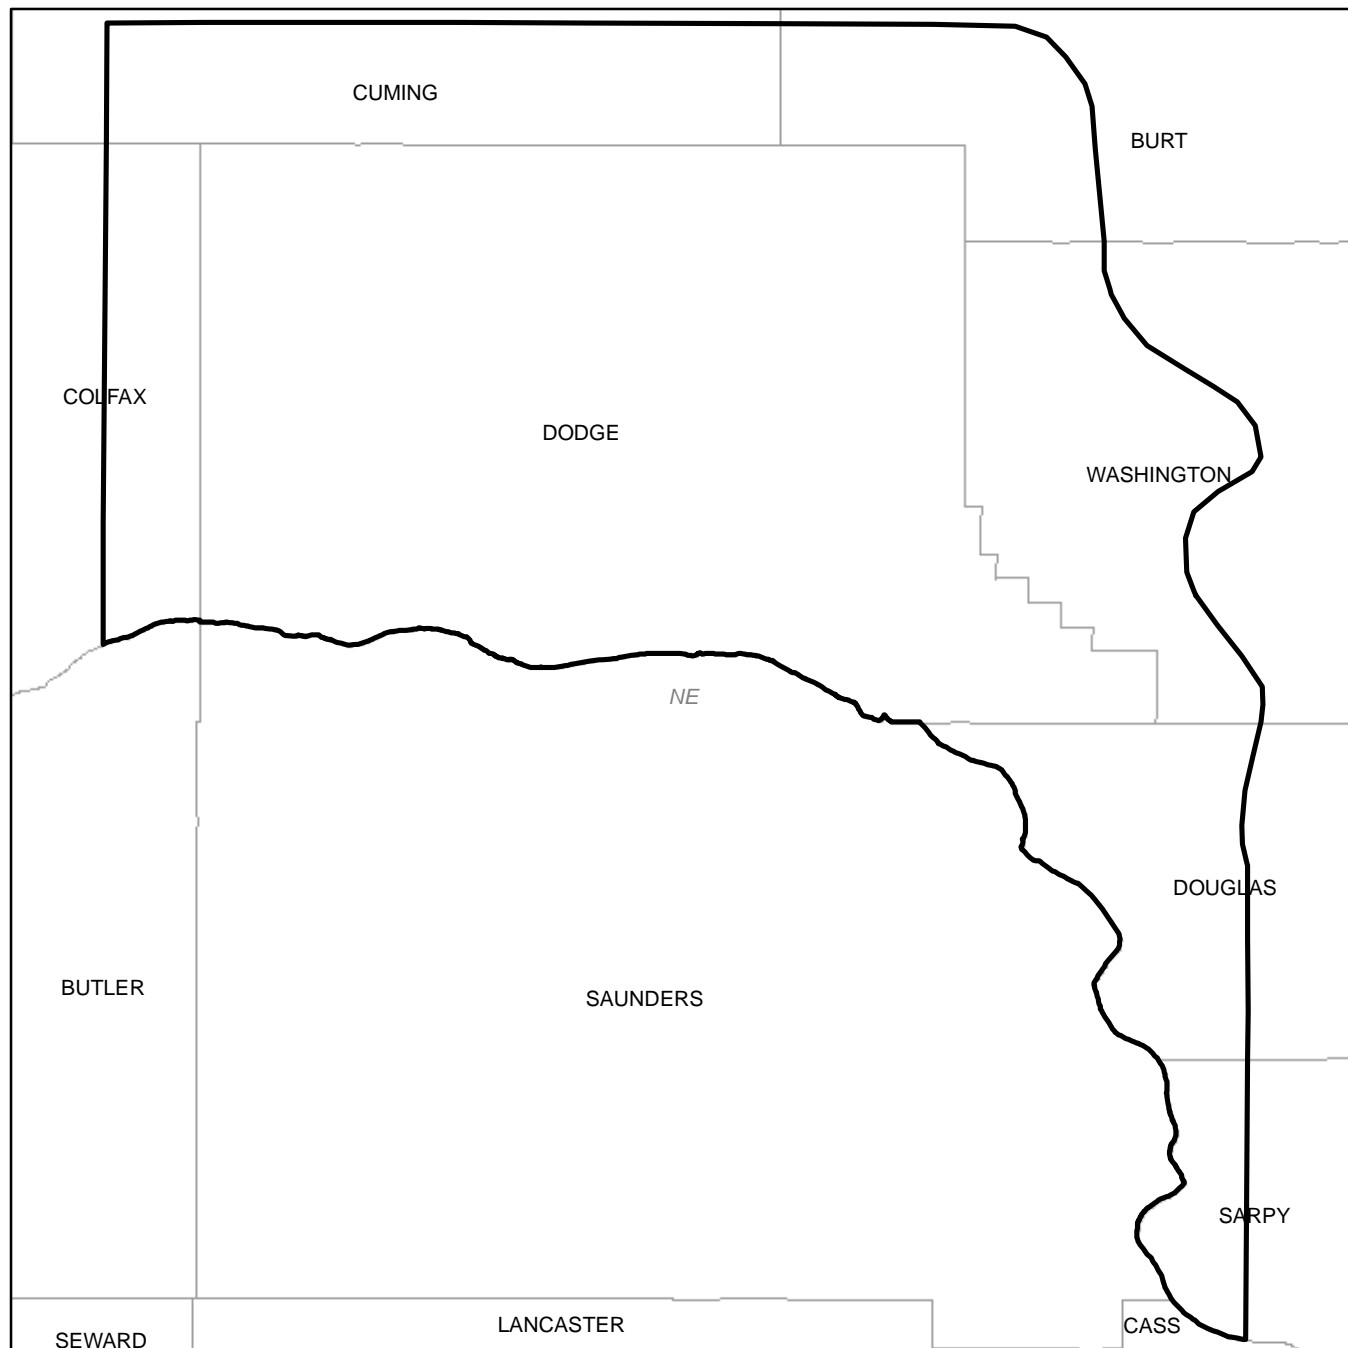 CUMING
BURT
COLFAX
DODGE
WASHINGTON
NE
DOUGLAS
BUTLER
SAUNDERS
SARPY
LANCASTER
CASS
SEWARD